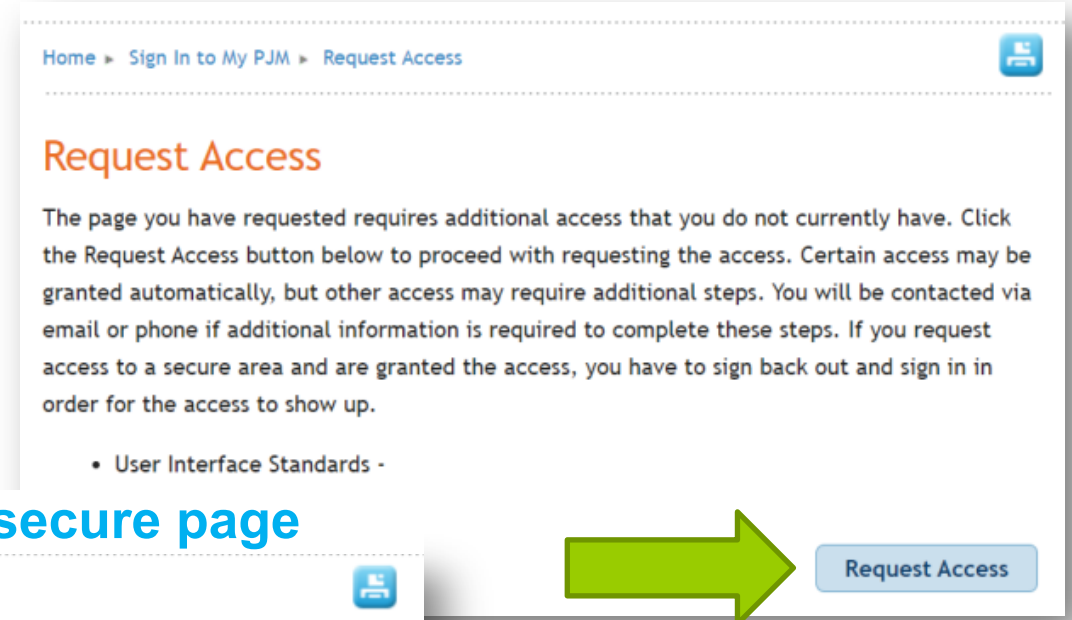 Home ▸ Sign In to My PJM ▸ Request Access
Request Access
The page you have requested requires additional access that you do not currently have. Click
the Request Access button below to proceed with requesting the access. Certain access may be
granted automatically, but other access may require additional steps. You will be contacted via
email or phone if additional information is required to complete these steps. If you request
access to a secure area and are granted the access, you have to sign back out and sign in in
order for the access to show up.
• User Interface Standards -
secure page
Request Access